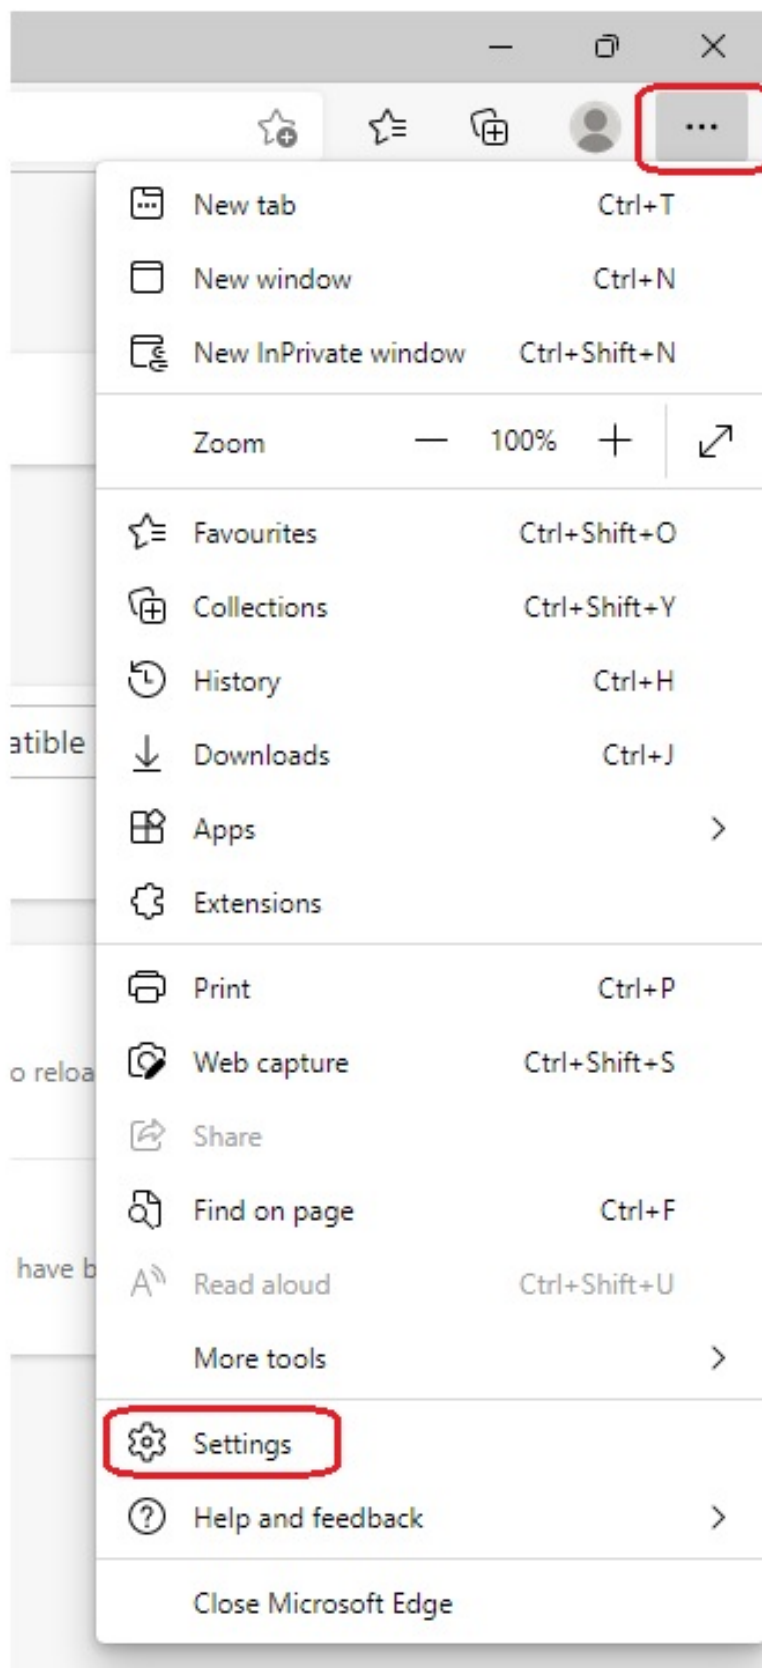 New tab Ctrl+T
New window Ctrl+N
New InPrivate window Ctrl+Shift+N
Zoom 100%
Favourites Ctrl+Shift+O
Collections Ctrl+Shift+Y
History Ctrl+H
atible
Downloads Ctrl+J
Apps
Extensions
Print Ctrl+P
Web capture Ctrl+Shift+S
o reloa
Share
Find on page Ctrl+F
have b
Read aloud Ctrl+Shift+U
More tools
Settings
Help and feedback
Close Microsoft Edge